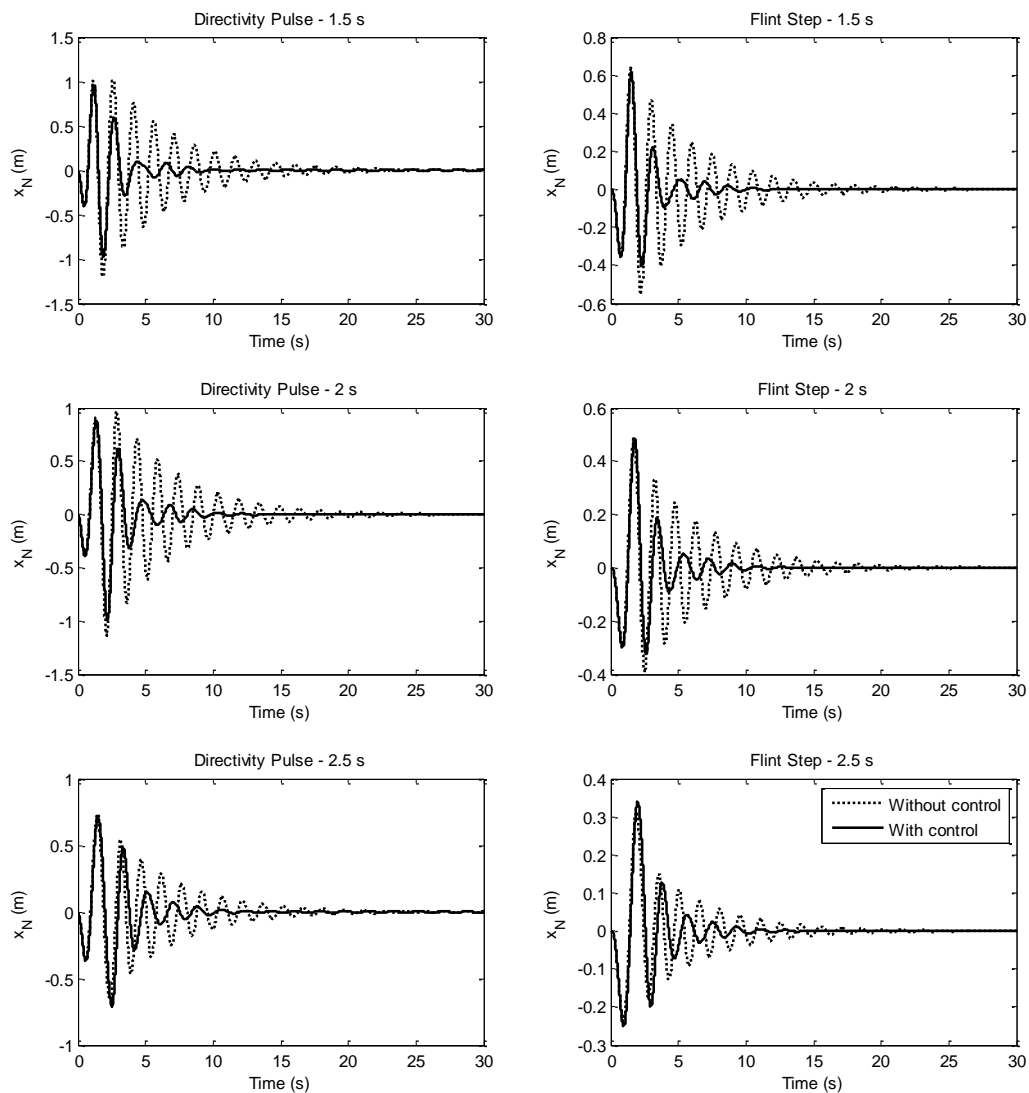 Directivity Pulse - 1.5 s
1.5
1
0.5
0
-0.5
-1
-1.5
x_N (m)
0 5 10 15 20 25 30
Time (s)
Flint Step - 1.5 s
0.8
0.6
0.4
0.2
0
-0.2
-0.4
-0.6
x_N (m)
0 5 10 15 20 25 30
Time (s)
Directivity Pulse - 2 s
1
0.5
0
-0.5
-1
-1.5
x_N (m)
0 5 10 15 20 25 30
Time (s)
Flint Step - 2 s
0.6
0.4
0.2
0
-0.2
-0.4
x_N (m)
0 5 10 15 20 25 30
Time (s)
Directivity Pulse - 2.5 s
1
0.5
0
-0.5
-1
x_N (m)
0 5 10 15 20 25 30
Time (s)
Flint Step - 2.5 s
0.4
0.3
0.2
0.1
0
-0.1
-0.2
-0.3
x_N (m)
Without control
With control
0 5 10 15 20 25 30
Time (s)